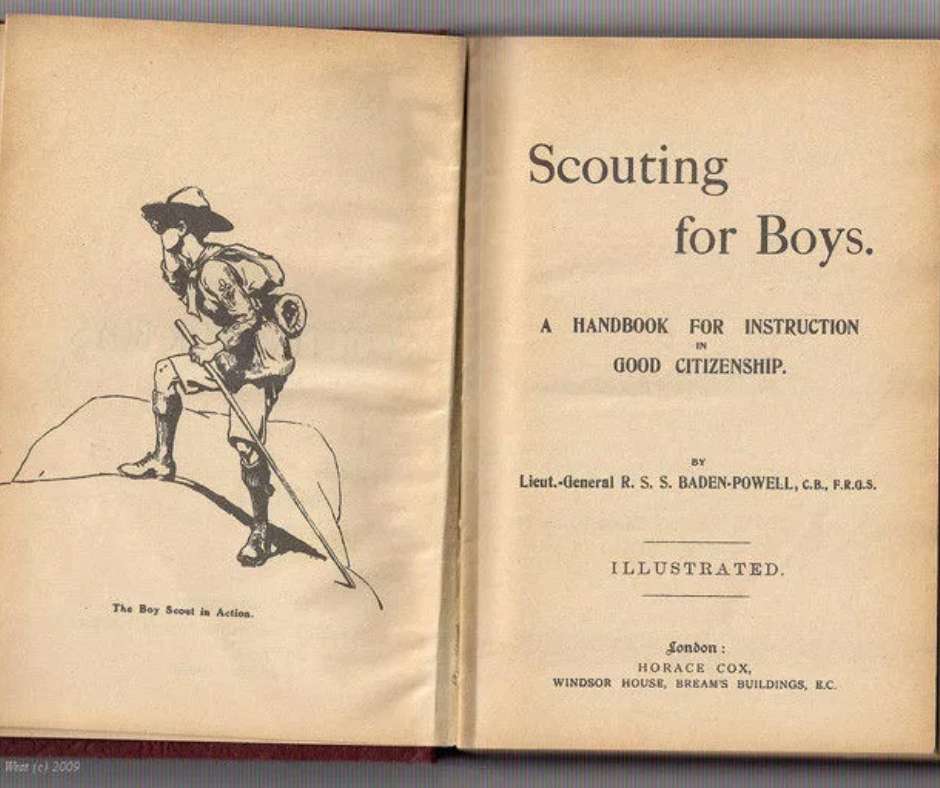 The Boy Scout in Action.
Scouting
for Boys.
A HANDBOOK FOR INSTRUCTION
IN
GOOD CITIZENSHIP.
BY
Lieut.-General R. S. S. BADEN-POWELL, C.B., F.R.G.S.
ILLUSTRATED.
London:
HORACE COX,
WINDSOR HOUSE, BREAM'S BUILDINGS, E.C.
(c) 2009